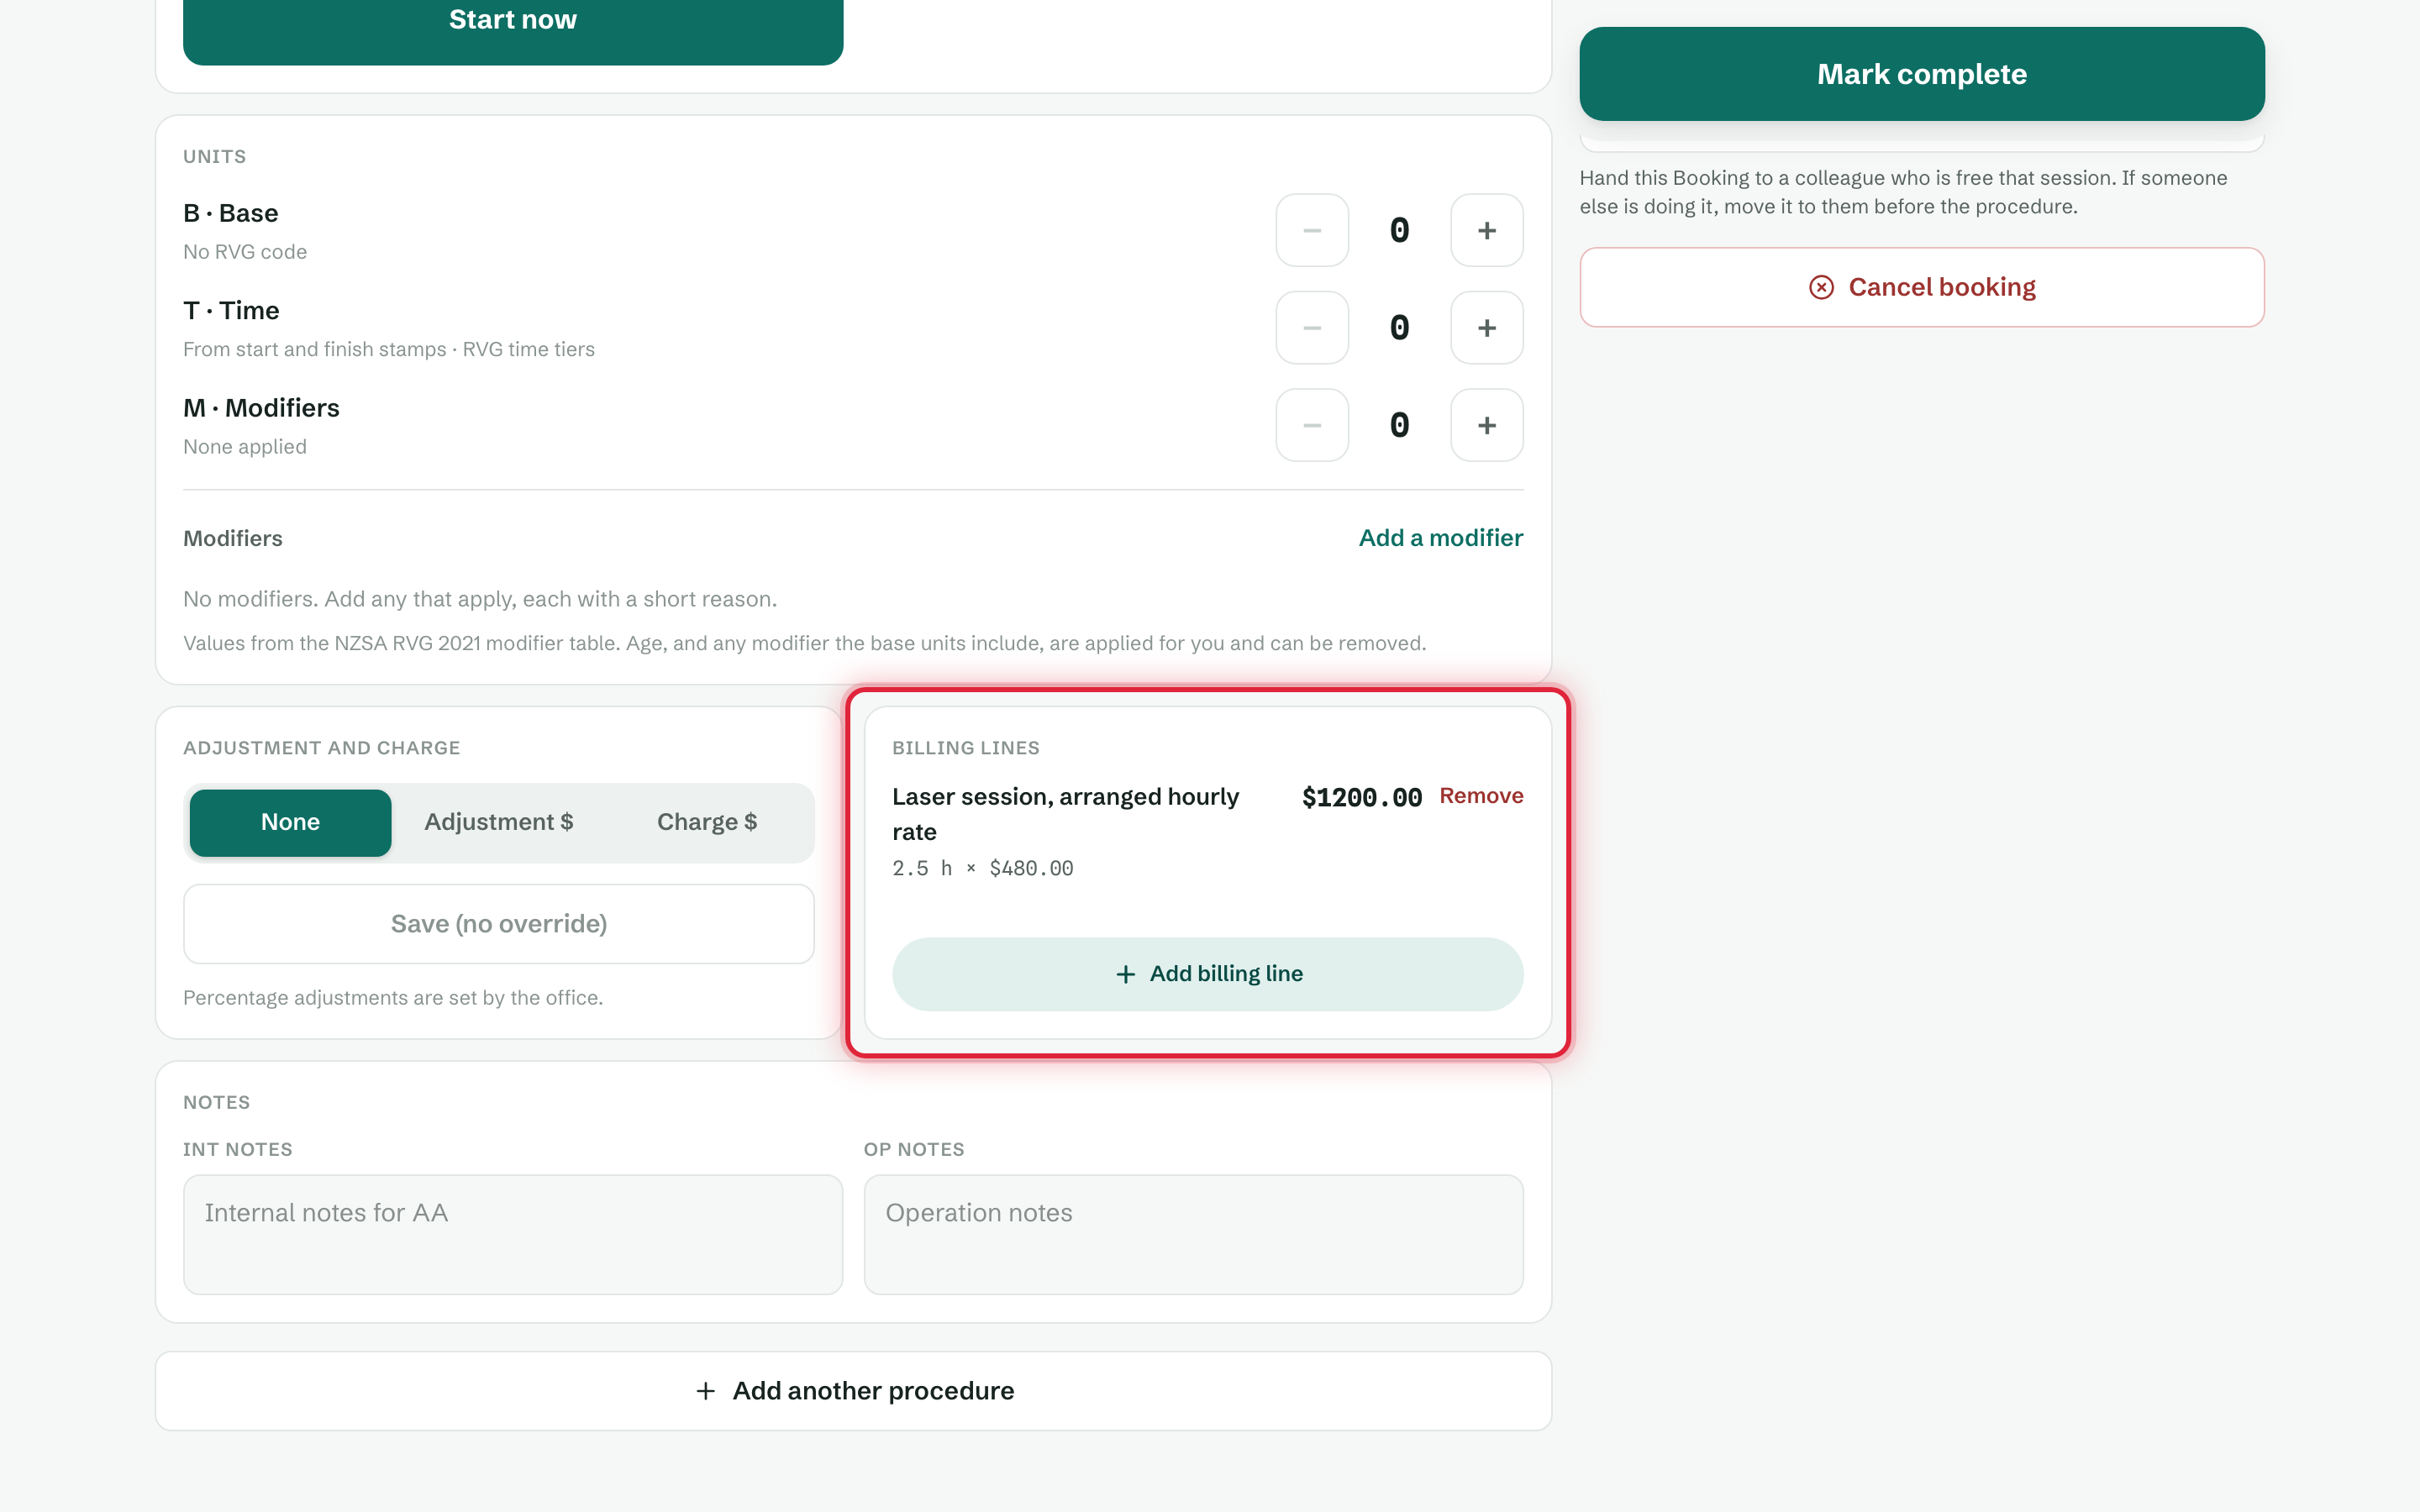 Start now
UNITS
B · Base
No RVG code
− 0 +
T · Time
From start and finish stamps · RVG time tiers
− 0 +
M · Modifiers
None applied
− 0 +
Modifiers
Add a modifier
No modifiers. Add any that apply, each with a short reason.
Values from the NZSA RVG 2021 modifier table. Age, and any modifier the base units include, are applied for you and can be removed.
ADJUSTMENT AND CHARGE
None
Adjustment $
Charge $
Save (no override)
Percentage adjustments are set by the office.
BILLING LINES
Laser session, arranged hourly
rate
$1200.00
Remove
2.5 h × $480.00
+ Add billing line
NOTES
INT NOTES
Internal notes for AA
OP NOTES
Operation notes
+ Add another procedure
Mark complete
Hand this Booking to a colleague who is free that session. If someone
else is doing it, move it to them before the procedure.
Cancel booking